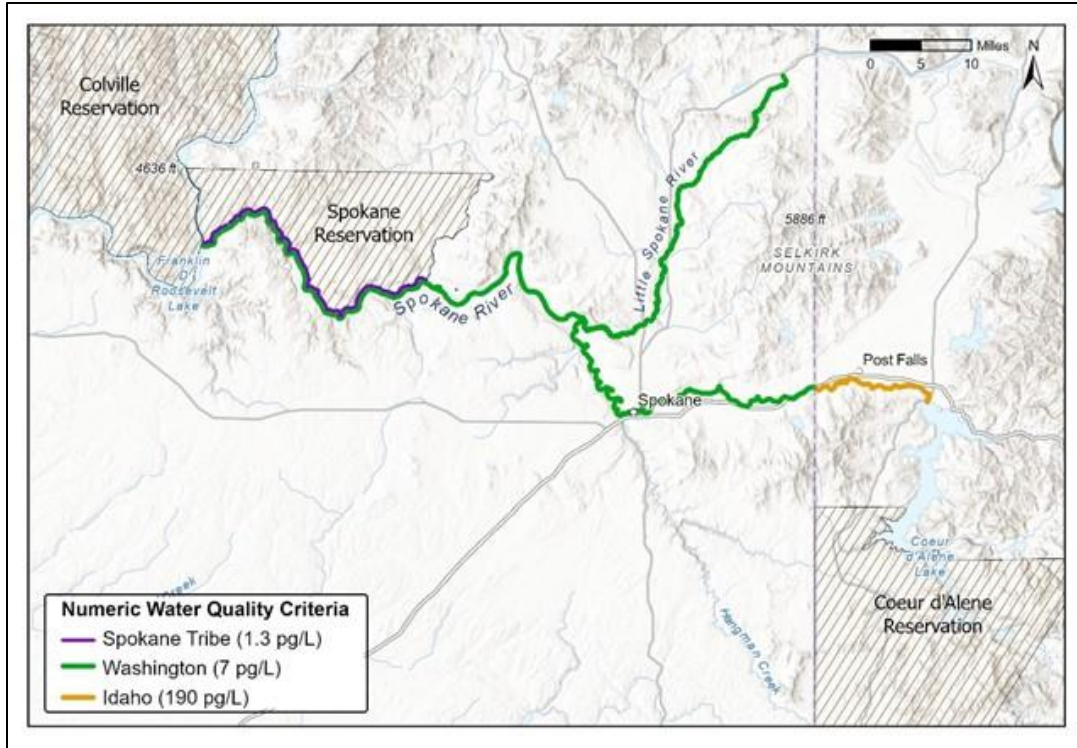 Miles
0 5 10
N
Colville
Reservation
4636 ft
Spokane
Reservation
Franklin
D
Roosevelt
Lake
Spokane River
Little Spokane River
5886 ft
SELKIRK
MOUNTAINS
Post Falls
Spokane
Coeur
d'Alene
Lake
Coeur d'Alene
Reservation
Hangman Creek
Creek
Numeric Water Quality Criteria
Spokane Tribe (1.3 pg/L)
Washington (7 pg/L)
Idaho (190 pg/L)